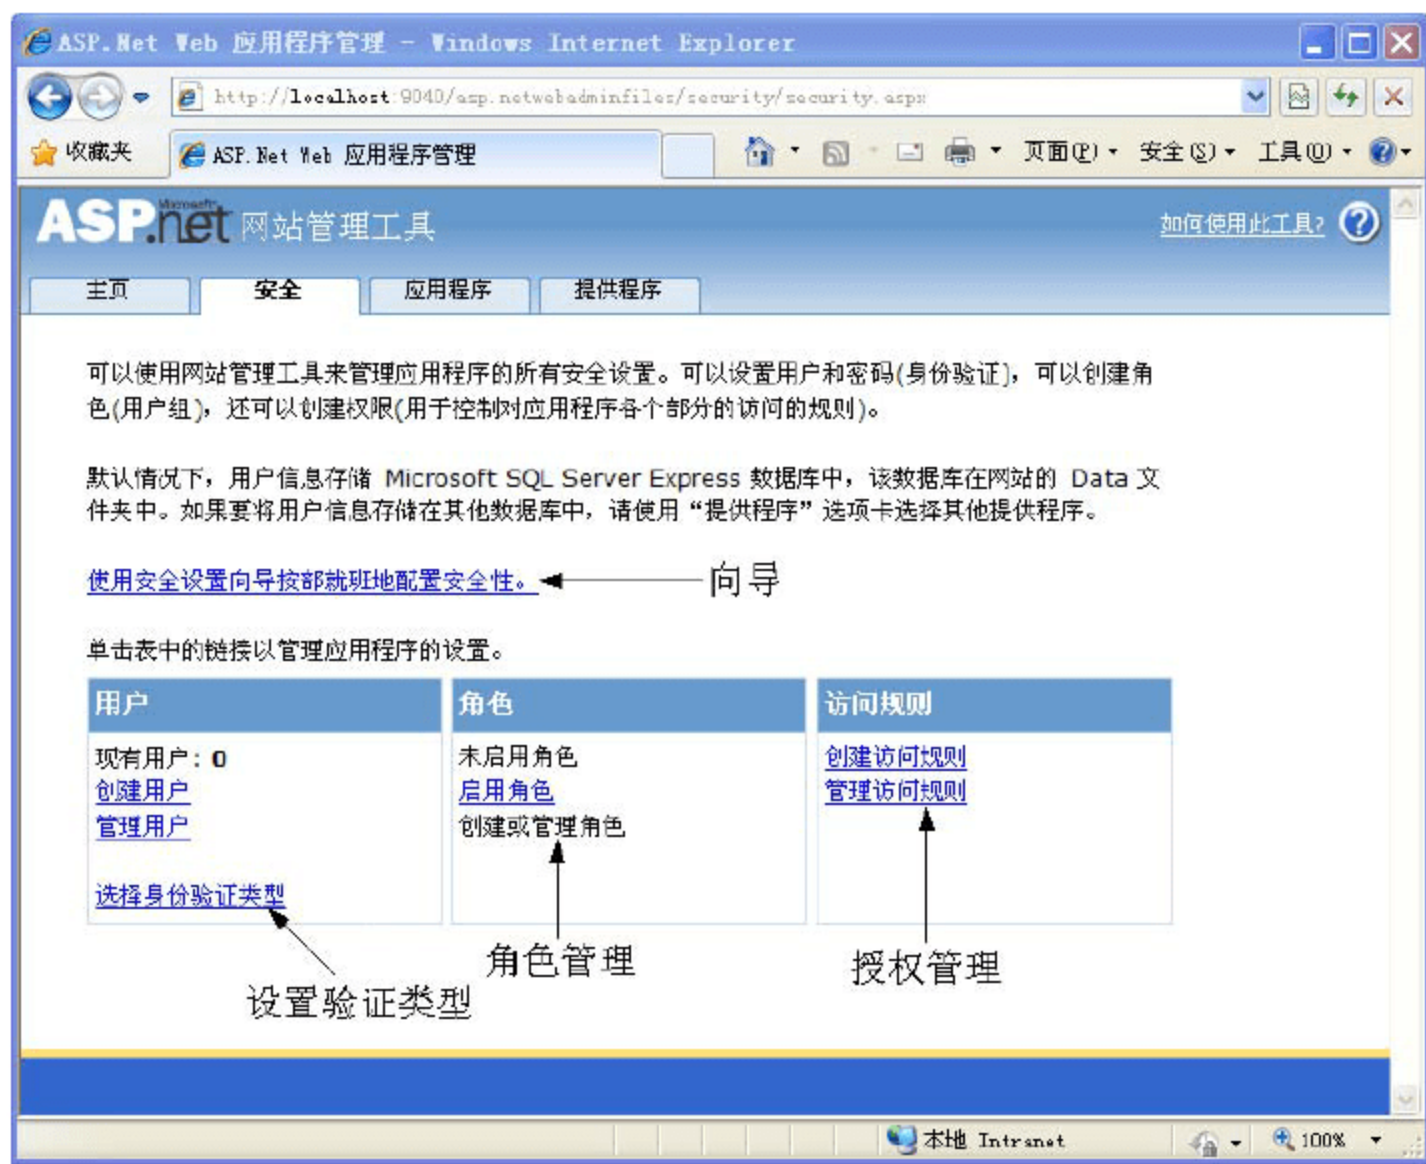 ASP.Net Web 应用程序管理 - Windows Internet Explorer
http://localhost:9040/asp.netwebadminfiles/security/security.aspx
收藏夹
ASP.Net Web 应用程序管理
页面(P)
安全(S)
工具(O)
Microsoft
ASP.net 网站管理工具
如何使用此工具?
主页
安全
应用程序
提供程序
可以使用网站管理工具来管理应用程序的所有安全设置。可以设置用户和密码(身份验证)，可以创建角
色(用户组)，还可以创建权限(用于控制对应用程序各个部分的访问的规则)。
默认情况下，用户信息存储 Microsoft SQL Server Express 数据库中，该数据库在网站的 Data 文
件夹中。如果要将用户信息存储在其他数据库中，请使用“提供程序”选项卡选择其他提供程序。
使用安全设置向导按部就班地配置安全性。
向导
单击表中的链接以管理应用程序的设置。
用户
角色
访问规则
现有用户: 0
未启用角色
创建访问规则
创建用户
启用角色
管理访问规则
管理用户
创建或管理角色
选择身份验证类型
角色管理
授权管理
设置验证类型
本地 Intranet
100%